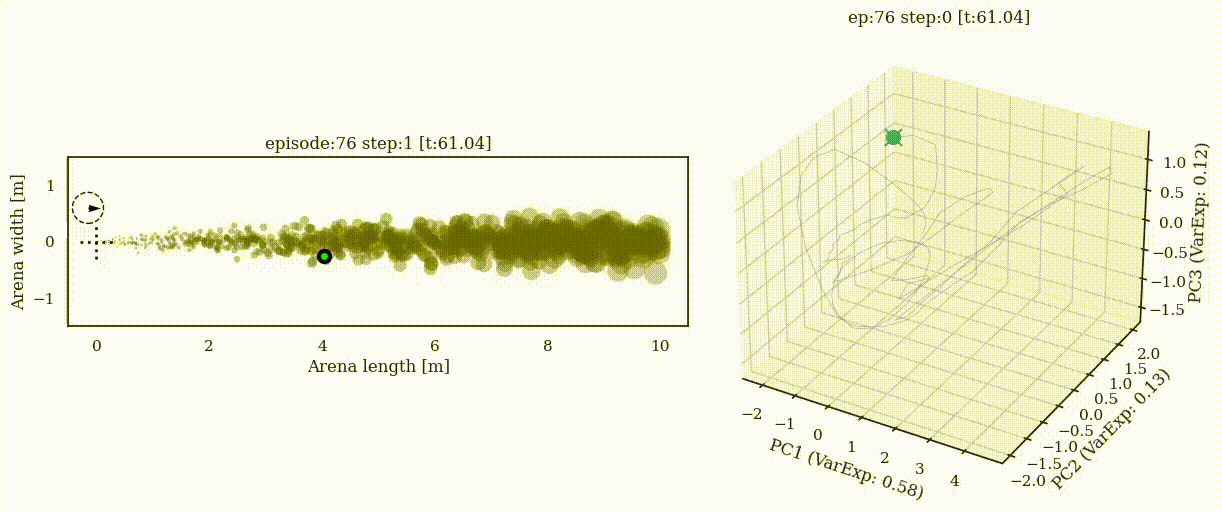 ep:76 step:0 [t:61.04]
episode:76 step:1 [t:61.04]
Arena width [m]
1
0
−1
0 2 4 6 8 10
Arena length [m]
−2 −1 0 1 2 3 4
PC1 (VarExp: 0.58)
2.0
1.5
1.0
0.5
0.0
−0.5
−1.0
−1.5
−2.0
PC2 (VarExp: 0.13)
1.0
0.5
0.0
−0.5
−1.0
−1.5
PC3 (VarExp: 0.12)